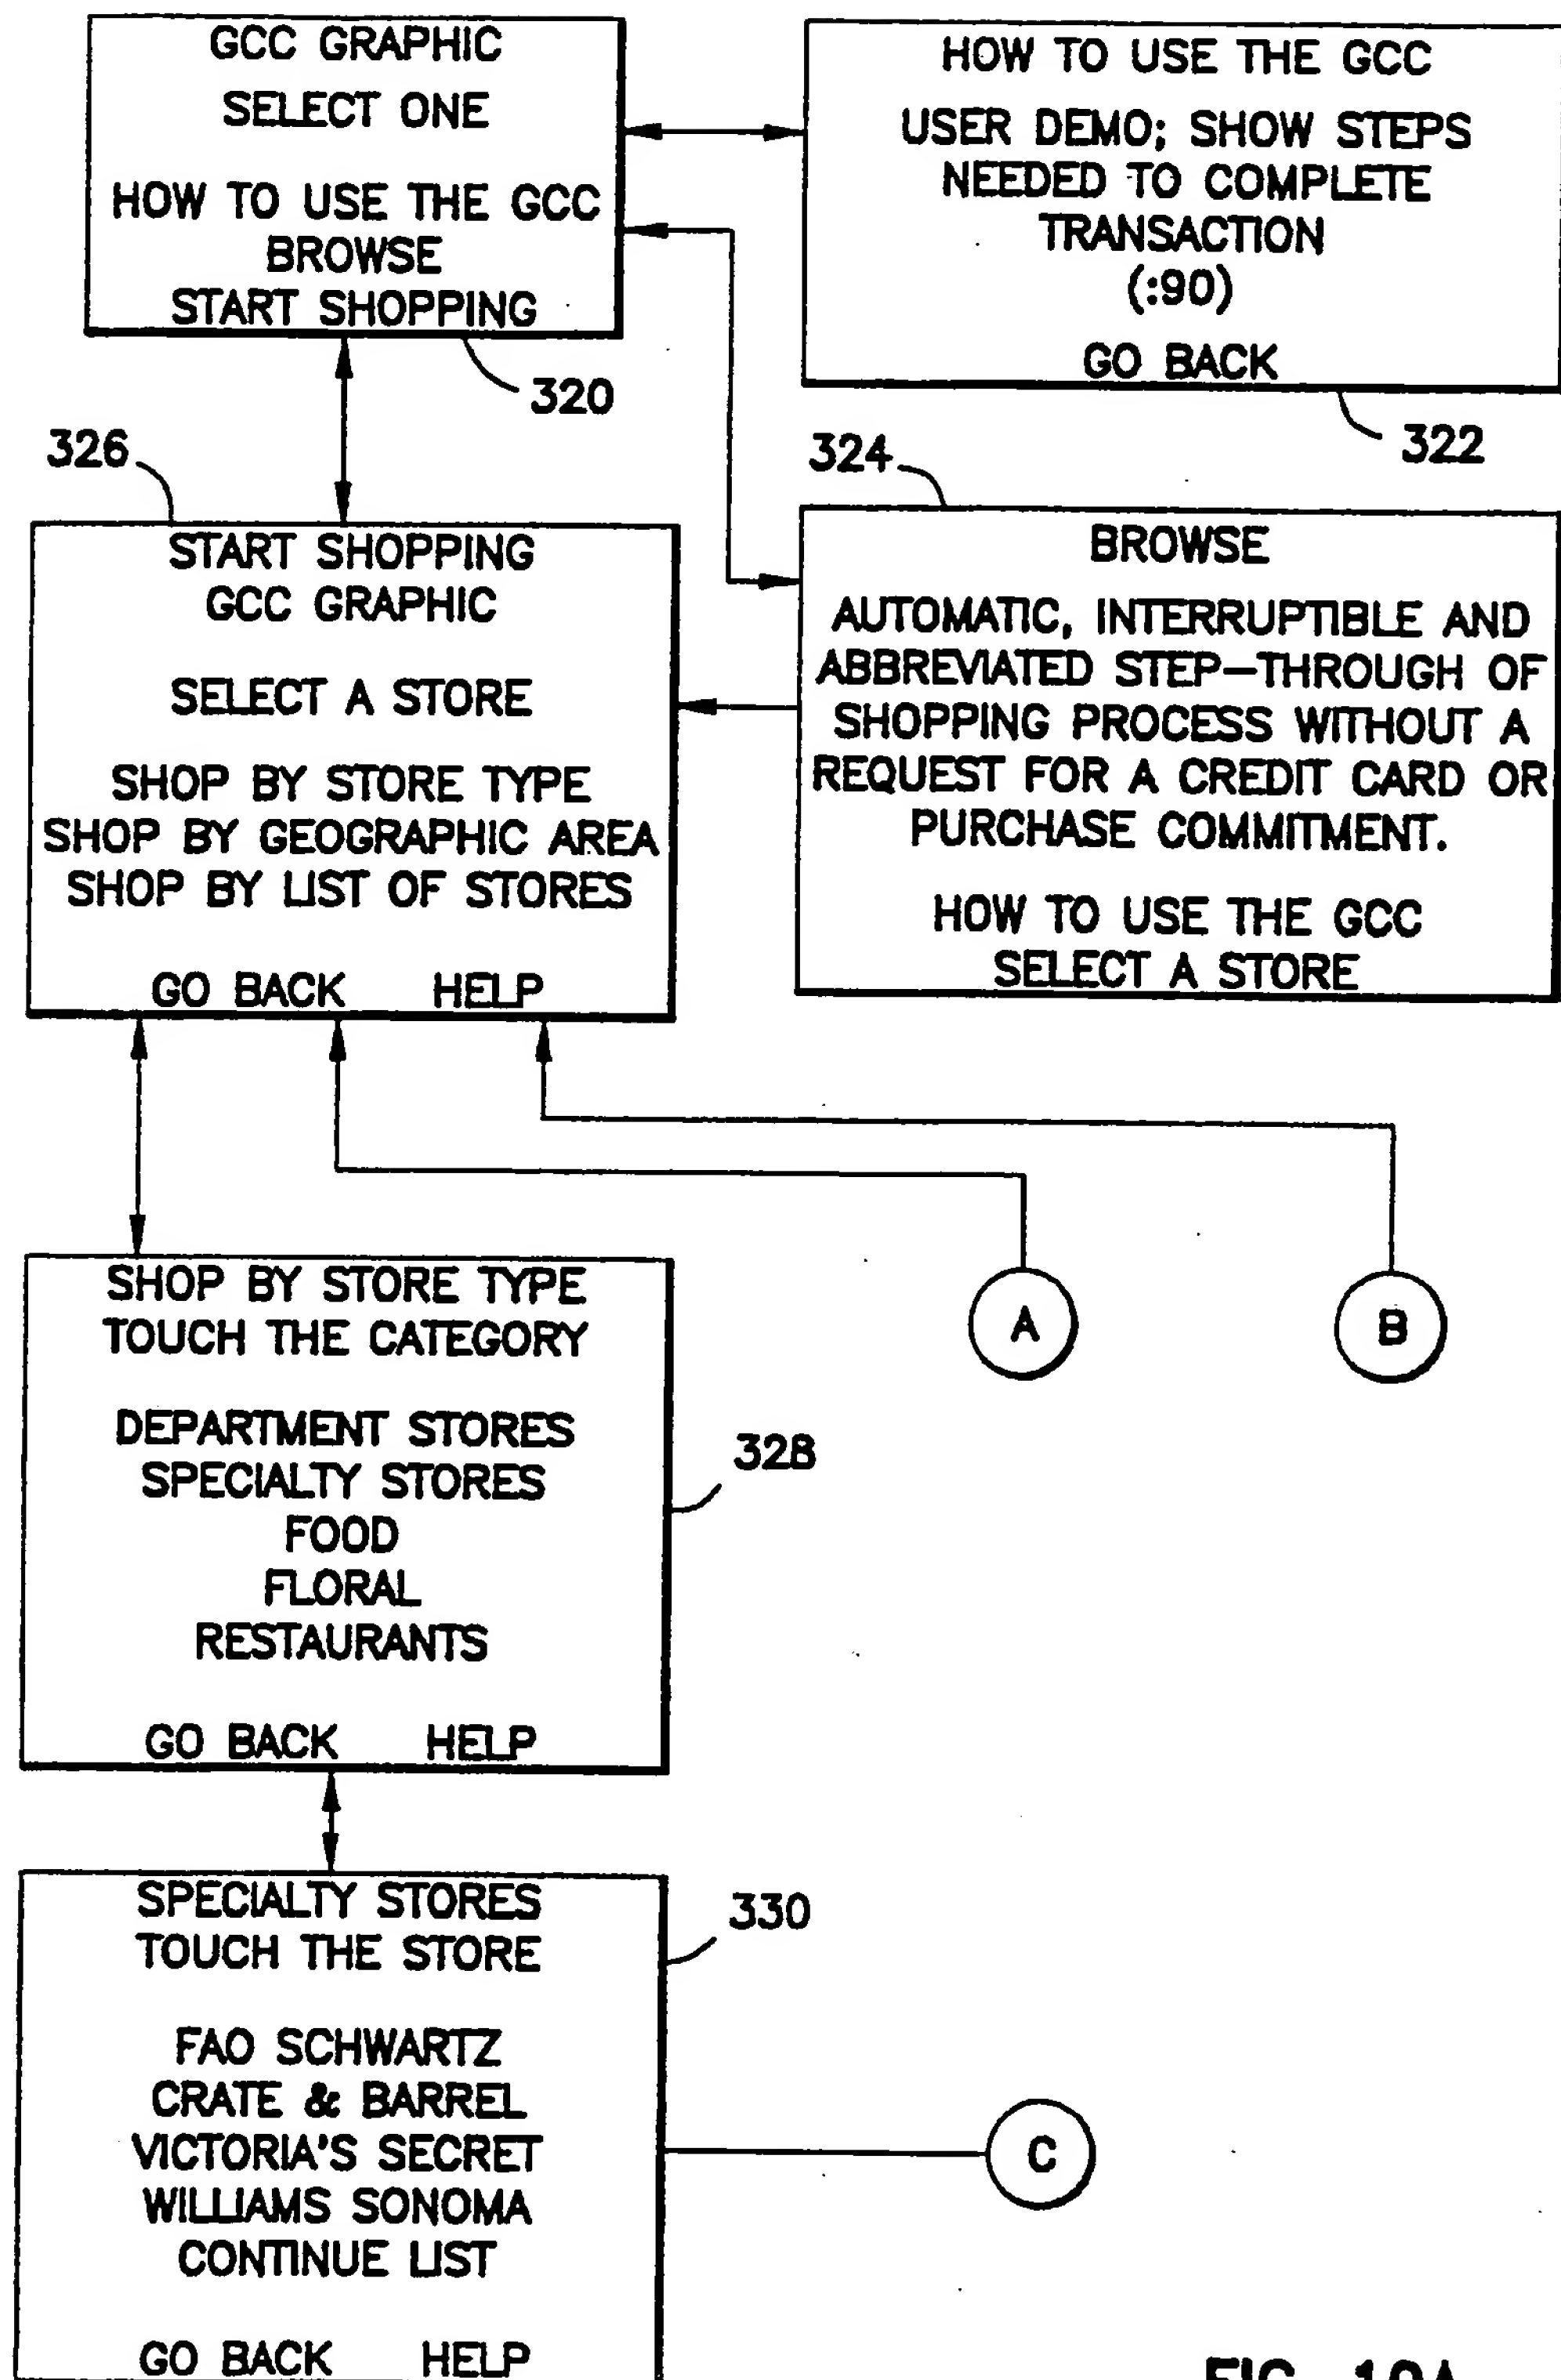 GCC GRAPHIC
SELECT ONE
HOW TO USE THE GCC
BROWSE
START SHOPPING
320
HOW TO USE THE GCC
USER DEMO; SHOW STEPS
NEEDED TO COMPLETE
TRANSACTION
(:90)
GO BACK
322
326
START SHOPPING
GCC GRAPHIC
SELECT A STORE
SHOP BY STORE TYPE
SHOP BY GEOGRAPHIC AREA
SHOP BY LIST OF STORES
GO BACK HELP
324
BROWSE
AUTOMATIC, INTERRUPTIBLE AND
ABBREVIATED STEP-THROUGH OF
SHOPPING PROCESS WITHOUT A
REQUEST FOR A CREDIT CARD OR
PURCHASE COMMITMENT.
HOW TO USE THE GCC
SELECT A STORE
A
B
SHOP BY STORE TYPE
TOUCH THE CATEGORY
DEPARTMENT STORES
SPECIALTY STORES
FOOD
FLORAL
RESTAURANTS
GO BACK HELP
328
SPECIALTY STORES
TOUCH THE STORE
FAO SCHWARTZ
CRATE & BARREL
VICTORIA'S SECRET
WILLIAMS SONOMA
CONTINUE LIST
GO BACK HELP
330
C
FIG.